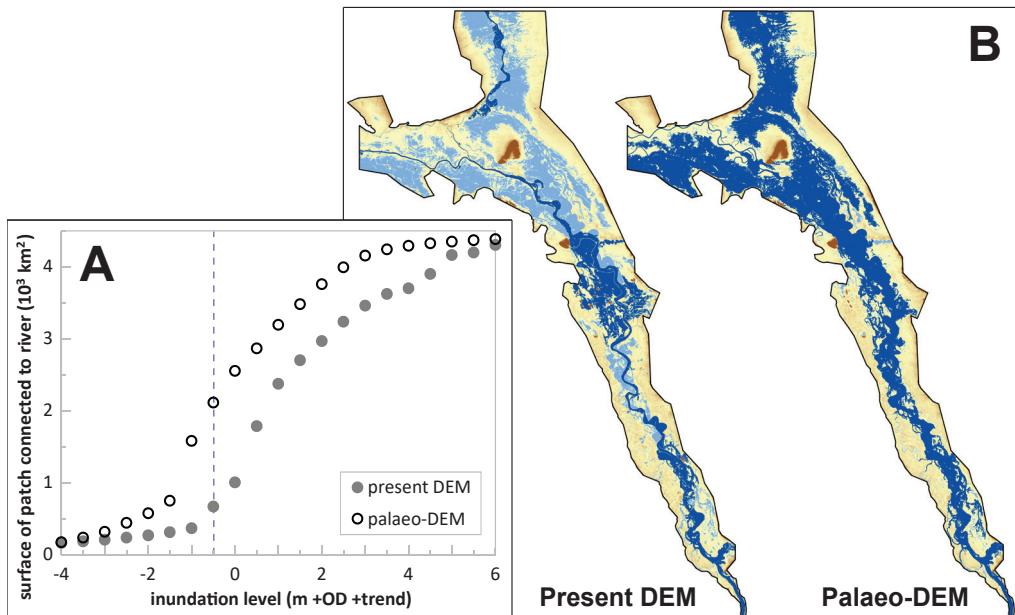 B
A
surface of patch connected to river (10³ km²)
4
3
2
1
0
-4
-2
0
2
4
6
inundation level (m +OD +trend)
present DEM
palaeo-DEM
Present DEM
Palaeo-DEM